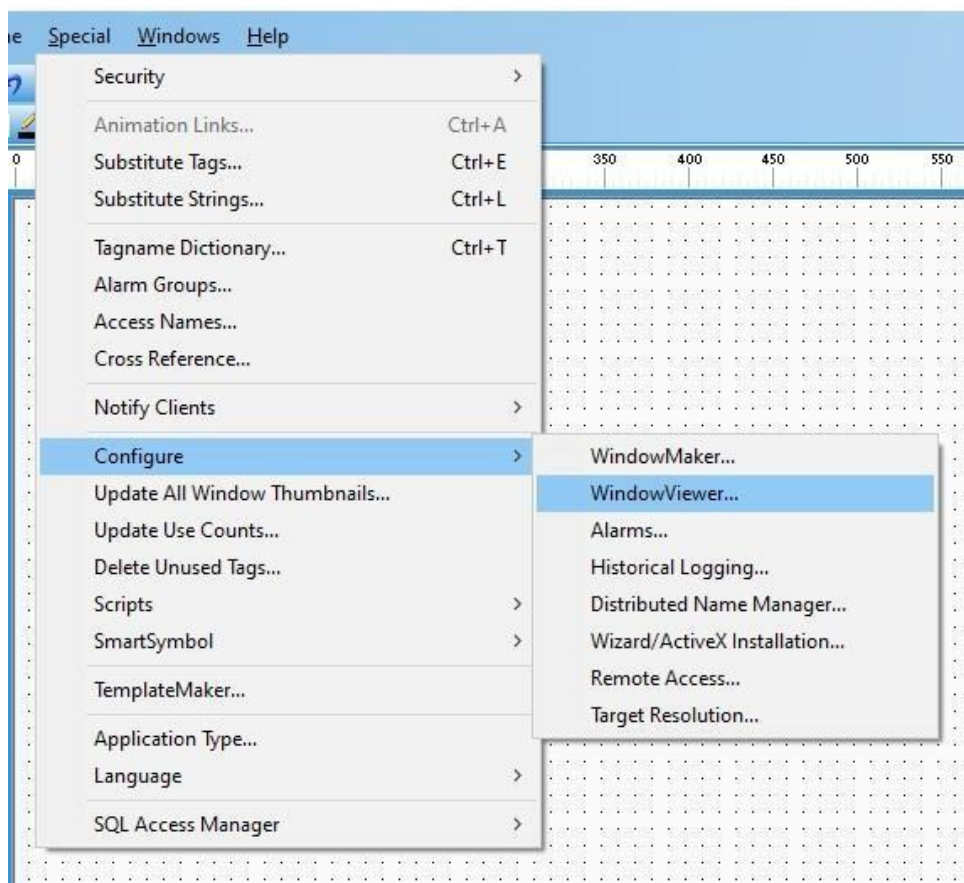 Special Windows Help
Security
Animation Links... Ctrl+A
Substitute Tags... Ctrl+E
Substitute Strings... Ctrl+L
Tagname Dictionary... Ctrl+T
Alarm Groups...
Access Names...
Cross Reference...
Notify Clients
Configure
Update All Window Thumbnails...
Update Use Counts...
Delete Unused Tags...
Scripts
SmartSymbol
TemplateMaker...
Application Type...
Language
SQL Access Manager
WindowMaker...
WindowViewer...
Alarms...
Historical Logging...
Distributed Name Manager...
Wizard/ActiveX Installation...
Remote Access...
Target Resolution...
0 350 400 450 500 550